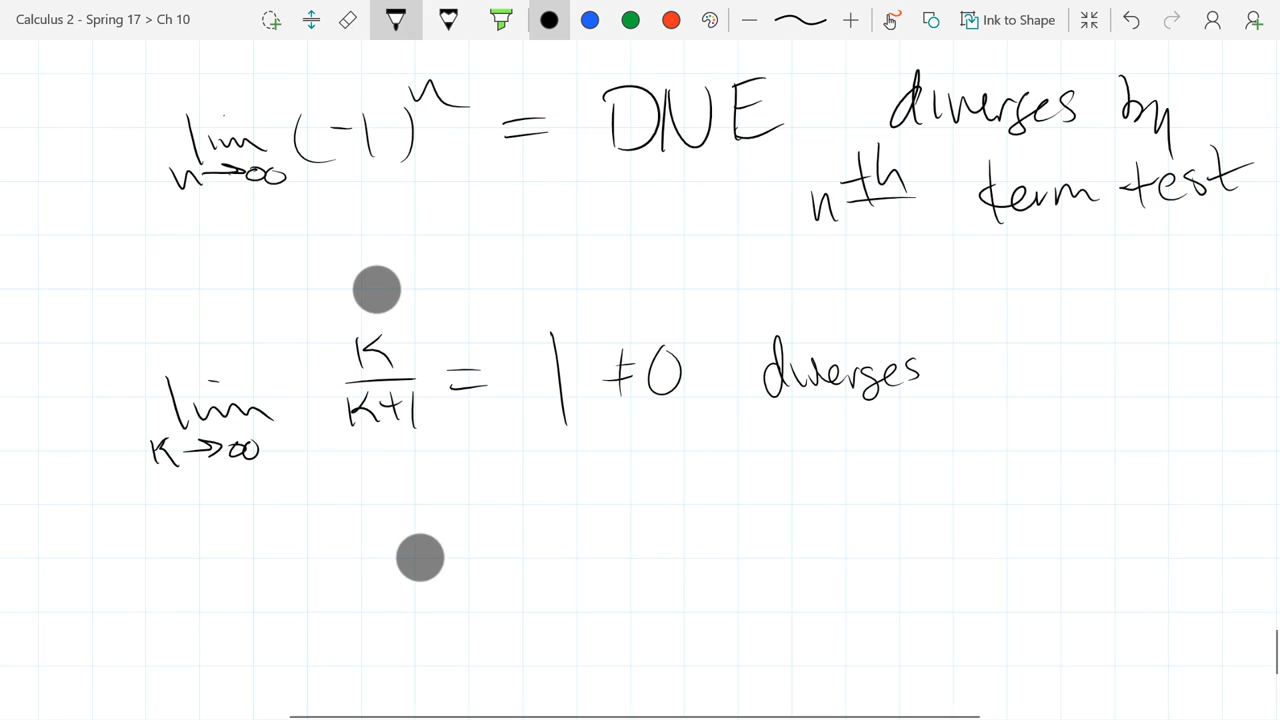 Calculus 2 - Spring 17 > Ch 10
Ink to Shape
lim n→∞ (-1)^n = DNE diverges by
nth term test
lim K→∞ K/(K+1) = 1 ≠0 diverges